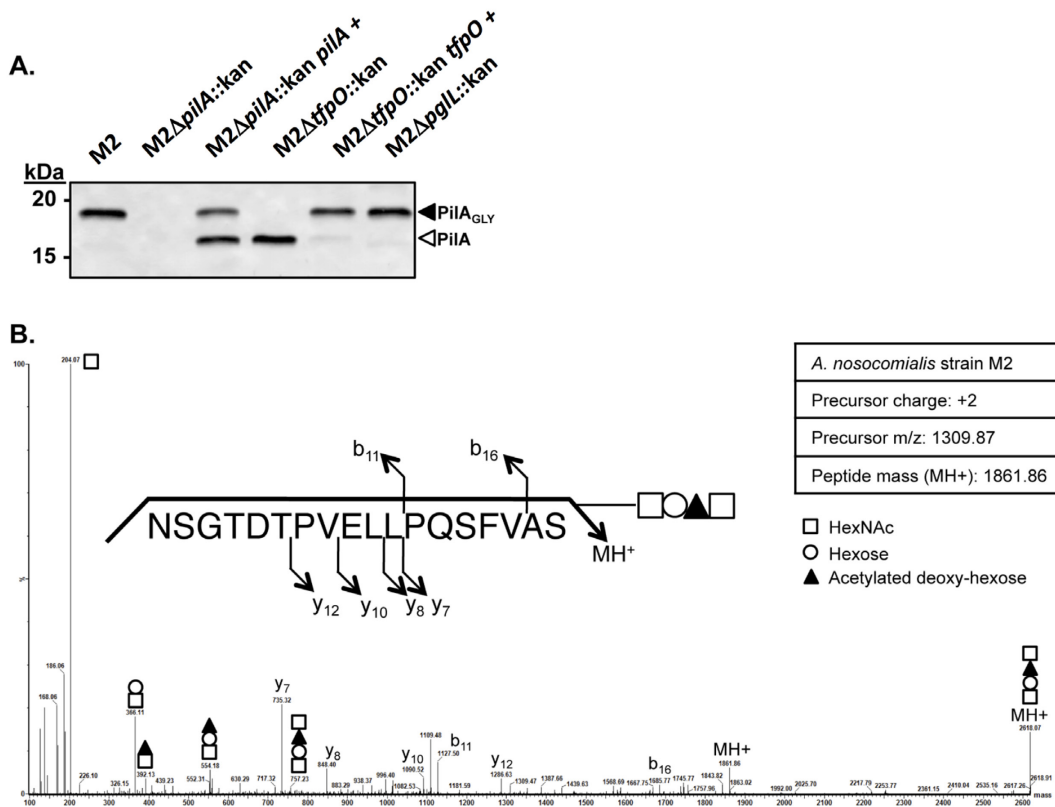 A.
M2
M2ΔpilA::kan
M2ΔpilA::kan pilA +
M2ΔtfpO::kan
M2ΔtfpO::kan tfpO +
M2ΔpglL::kan
kDa
20
15
PilAGLY
PilA
B.
A. nosocomialis strain M2
Precursor charge: +2
Precursor m/z: 1309.87
Peptide mass (MH+): 1861.86
HexNAc
Hexose
Acetylated deoxy-hexose
100
%
204.07
b11
b16
NSGTDTPVELLPQSFVAS
MH+
y12
y10
y8
y7
186.06
168.06
366.11
y7
735.32
MH+
2618.07
y8
848.40
y10
1090.52
1109.48
b11
1127.50
y12
1286.63
b16
1685.77
MH+
1861.86
226.10
326.15
392.13
439.23
552.31
554.18
630.29
717.32
757.23
883.29
938.37
996.40
1082.53
1181.59
1309.47
1387.66
1439.63
1568.69
1667.75
1745.77
1757.96
1843.82
1863.02
1992.00
2025.70
2217.79
2253.77
2381.15
2410.04
2535.16
2617.26
2618.91
mass
100 200 300 400 500 600 700 800 900 1000 1100 1200 1300 1400 1500 1600 1700 1800 1900 2000 2100 2200 2300 2400 2500 2600